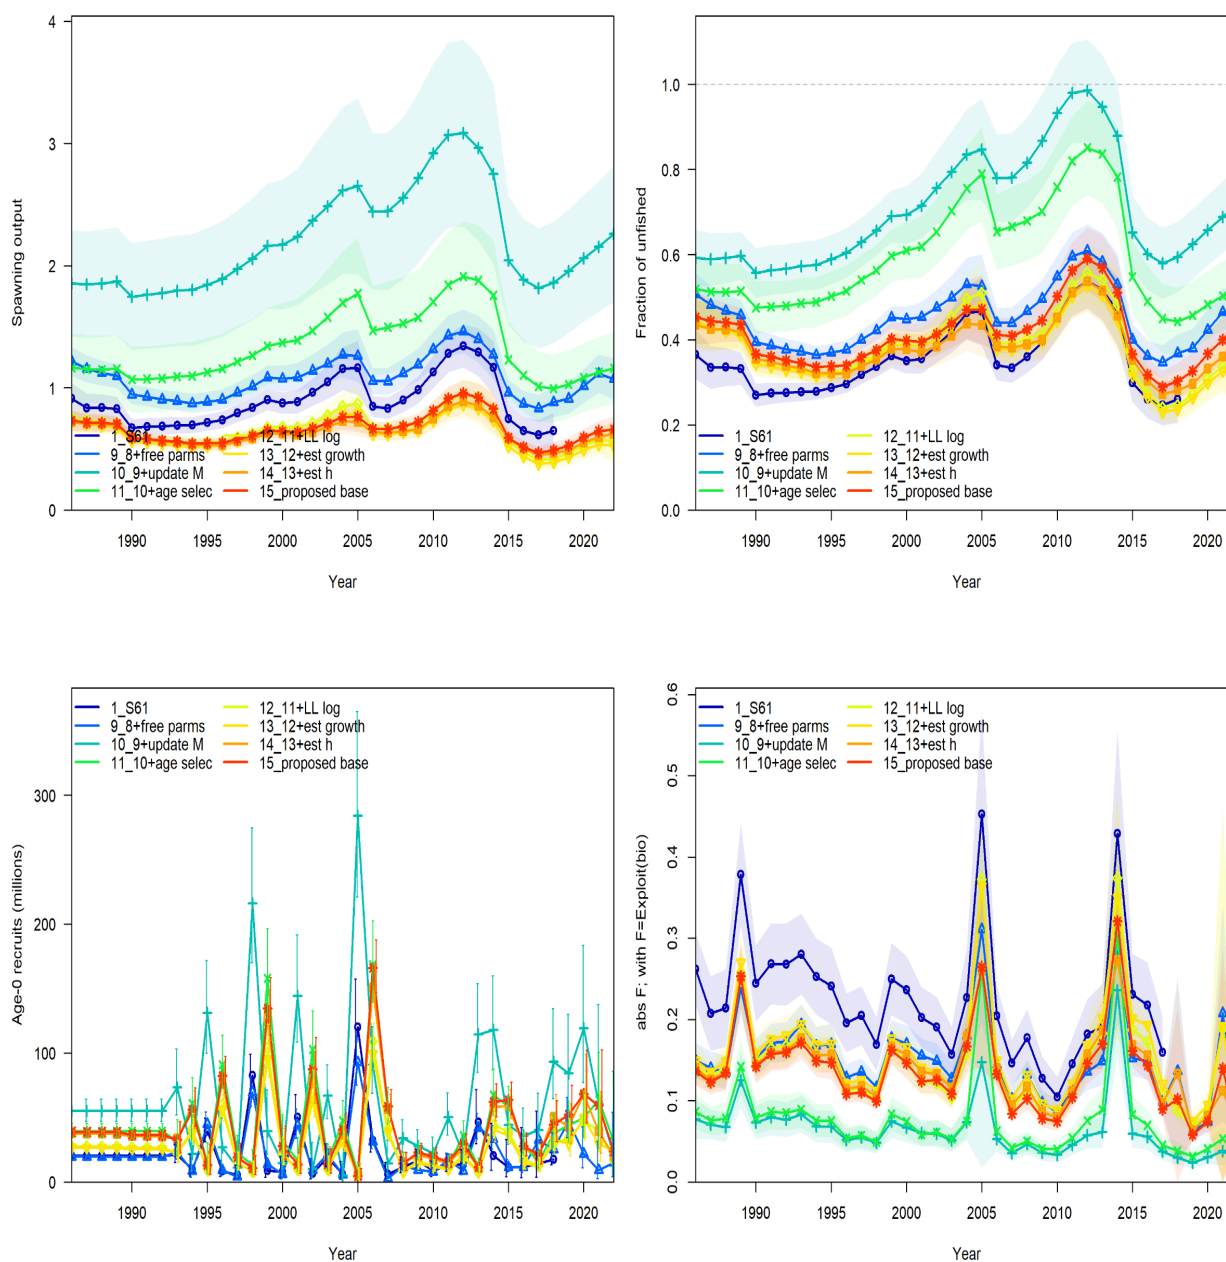 Spawning output
4
3
2
1
0
1_S61
9_8+free parms
10_9+update M
11_10+age selec
12_11+LL log
13_12+est growth
14_13+est h
15_proposed base
1990 1995 2000 2005 2010 2015 2020
Year
Fraction of unfished
1.0
0.8
0.6
0.4
0.2
0.0
1_S61
9_8+free parms
10_9+update M
11_10+age selec
12_11+LL log
13_12+est growth
14_13+est h
15_proposed base
1990 1995 2000 2005 2010 2015 2020
Year
Age-0 recruits (millions)
300
200
100
0
1_S61
9_8+free parms
10_9+update M
11_10+age selec
12_11+LL log
13_12+est growth
14_13+est h
15_proposed base
1990 1995 2000 2005 2010 2015 2020
Year
abs F; with F=Exploit(bio)
0.6
0.5
0.4
0.3
0.2
0.1
0.0
1_S61
9_8+free parms
10_9+update M
11_10+age selec
12_11+LL log
13_12+est growth
14_13+est h
15_proposed base
1990 1995 2000 2005 2010 2015 2020
Year